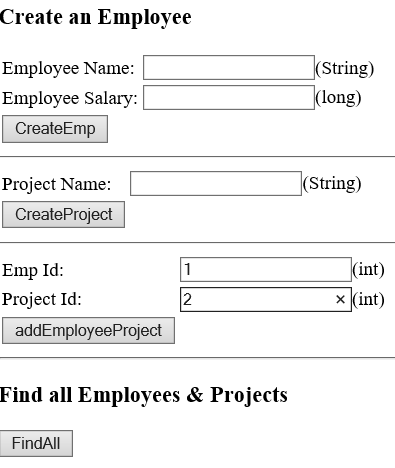 Create an Employee
Employee Name: (String)
Employee Salary: (long)
CreateEmp
Project Name: (String)
CreateProject
Emp Id: 1 (int)
Project Id: 2 × (int)
addEmployeeProject
Find all Employees & Projects
FindAll